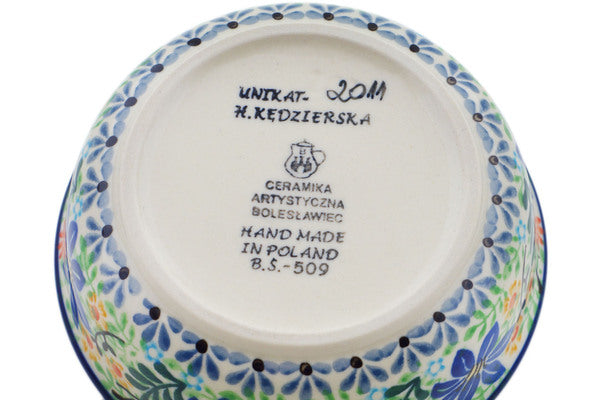 UNIKAT- 2011
H.KĘDZIERSKA
CERAMIKA
ARTYSTYCZNA
BOLESŁAWIEC
HAND MADE
IN POLAND
B.S.-509